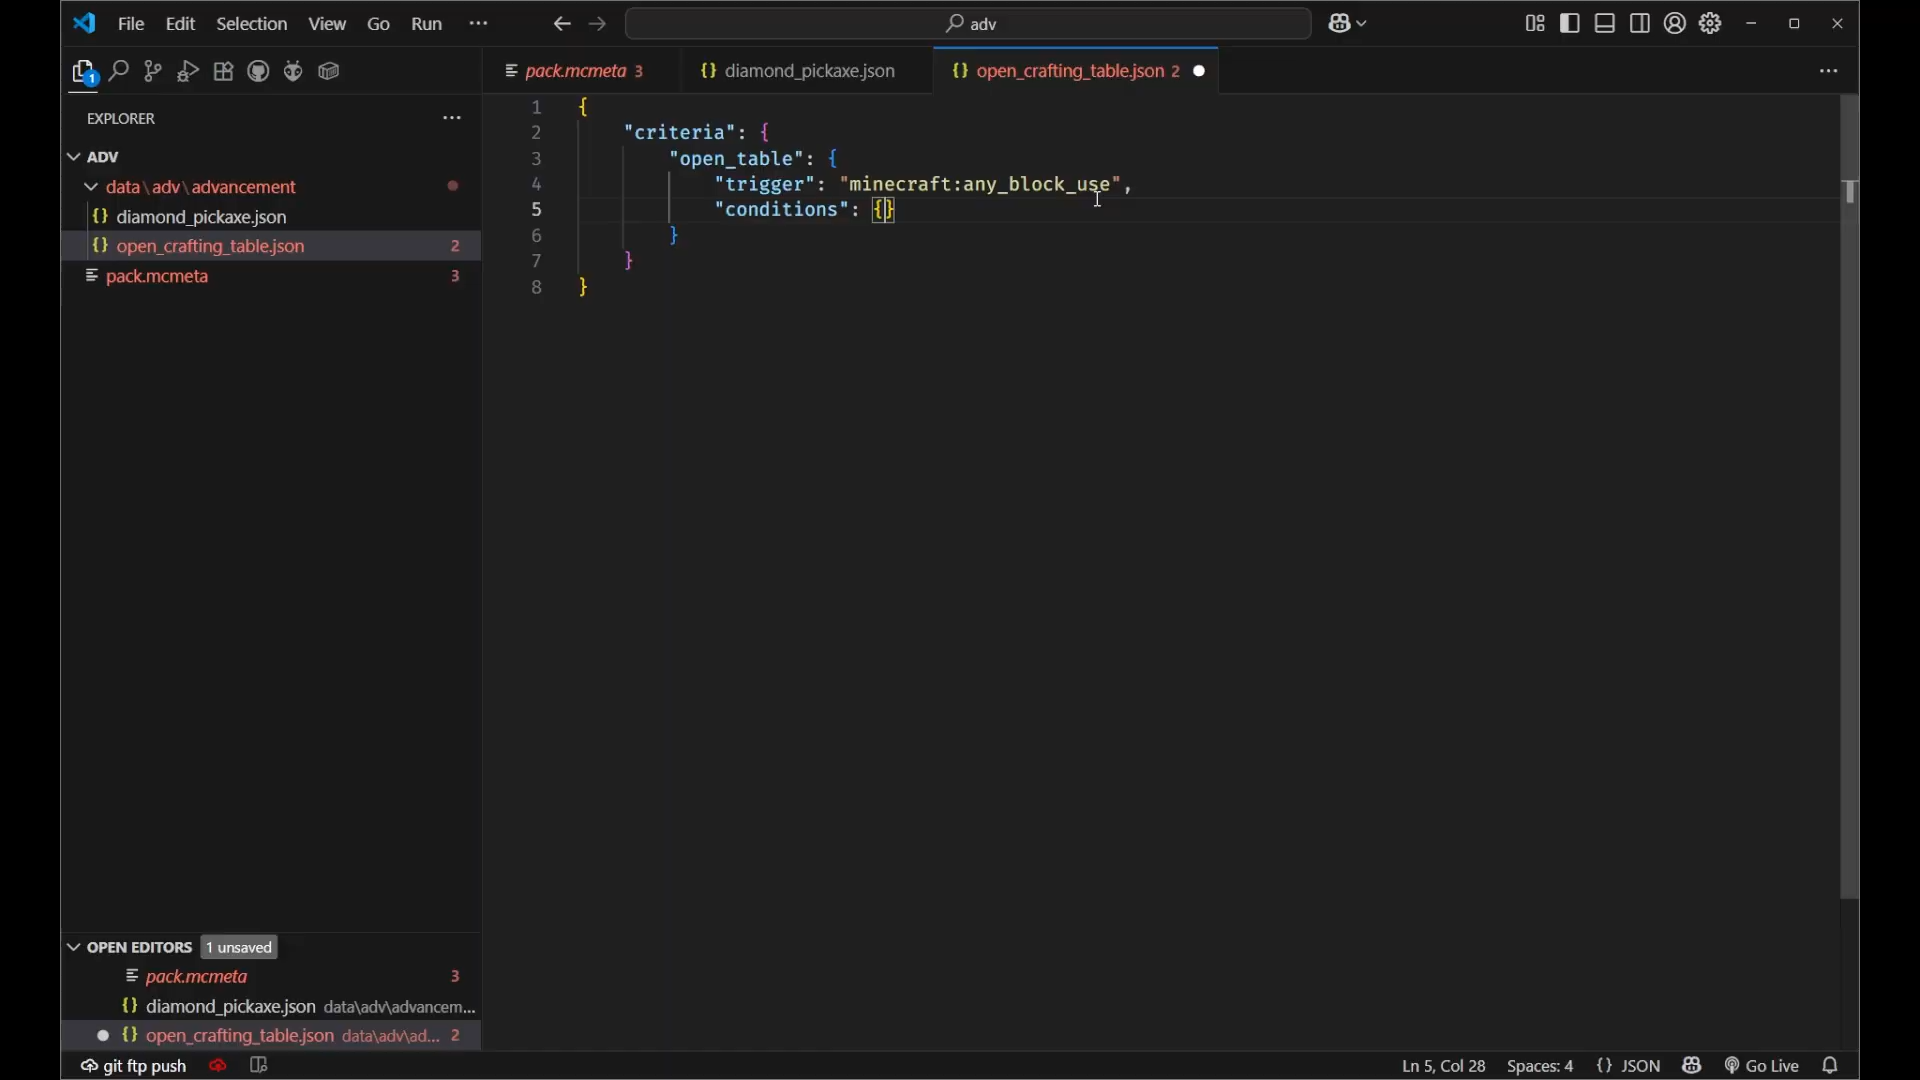 File Edit Selection View Go Run ··· adv
1
EXPLORER ···
ADV
data\adv\advancement
{} diamond_pickaxe.json
{} open_crafting_table.json 2
pack.mcmeta 3
pack.mcmeta 3 {} diamond_pickaxe.json {} open_crafting_table.json 2 ···
1 {
2 "criteria": {
3 "open_table": {
4 "trigger": "minecraft:any_block_use",
5 "conditions": {}
6 }
7 }
8 }
OPEN EDITORS 1 unsaved
pack.mcmeta 3
{} diamond_pickaxe.json data\adv\advancem...
{} open_crafting_table.json data\adv\ad... 2
git ftp push Ln 5, Col 28 Spaces: 4 {} JSON Go Live